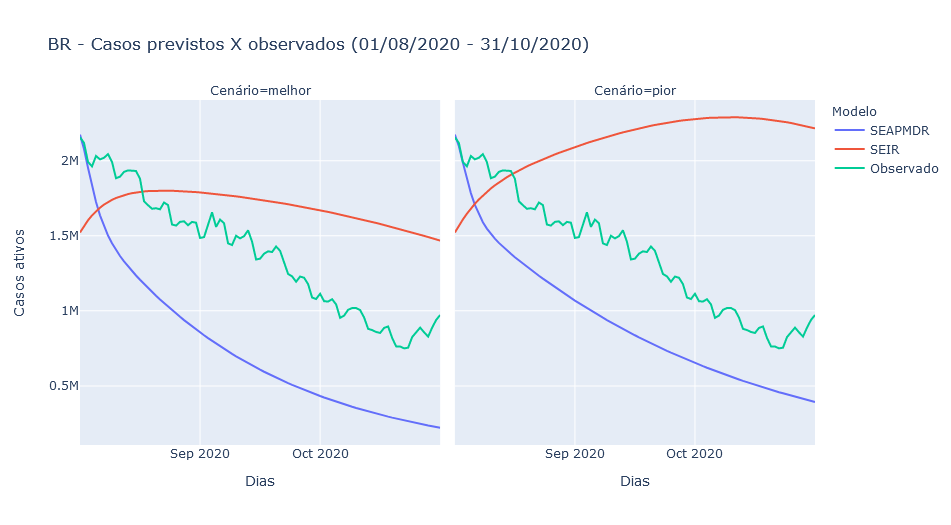 BR - Casos previstos X observados (01/08/2020 - 31/10/2020)
Cenário=melhor
Cenário=pior
Modelo
SEAPMDR
SEIR
Observado
Casos ativos
2M
1.5M
1M
0.5M
Sep 2020
Oct 2020
Sep 2020
Oct 2020
Dias
Dias